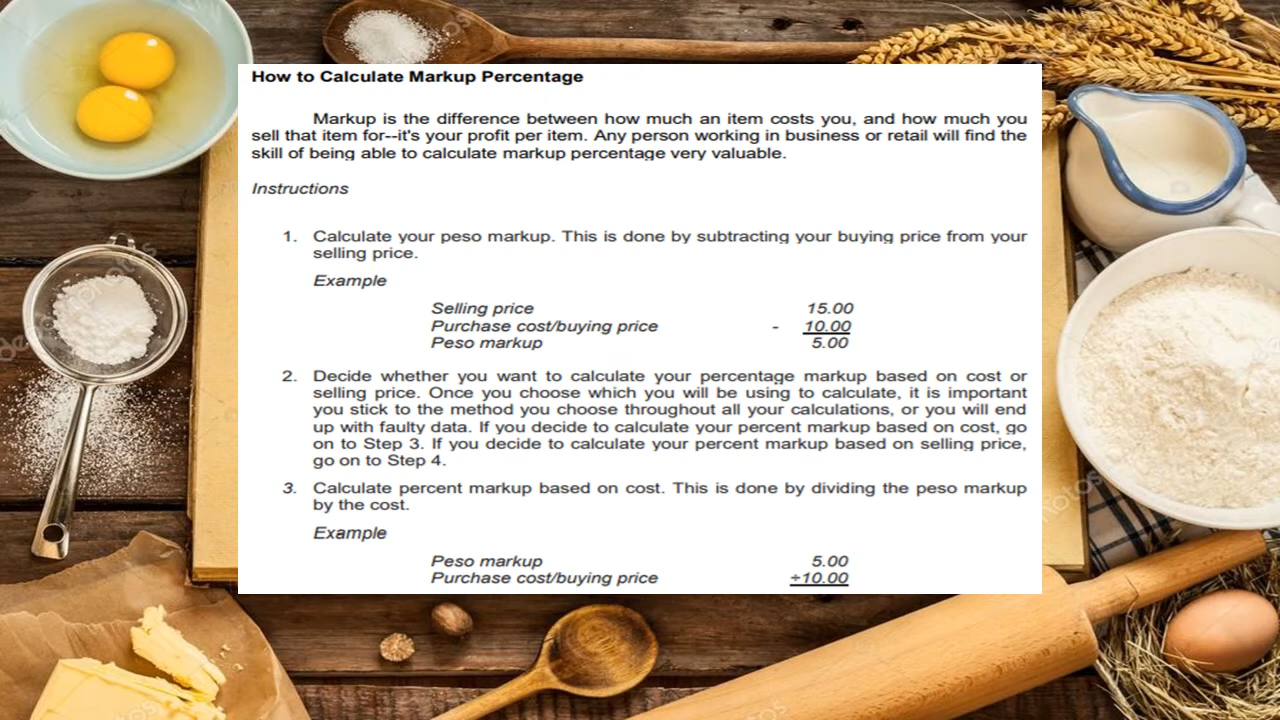 How to Calculate Markup Percentage
Markup is the difference between how much an item costs you, and how much you
sell that item for--it's your profit per item. Any person working in business or retail will find the
skill of being able to calculate markup percentage very valuable.
Instructions
1. Calculate your peso markup. This is done by subtracting your buying price from your
selling price.
Example
Selling price 15.00
Purchase cost/buying price - 10.00
Peso markup 5.00
2. Decide whether you want to calculate your percentage markup based on cost or
selling price. Once you choose which you will be using to calculate, it is important
you stick to the method you choose throughout all your calculations, or you will end
up with faulty data. If you decide to calculate your percent markup based on cost, go
on to Step 3. If you decide to calculate your percent markup based on selling price,
go on to Step 4.
3. Calculate percent markup based on cost. This is done by dividing the peso markup
by the cost.
Example
Peso markup 5.00
Purchase cost/buying price ÷10.00